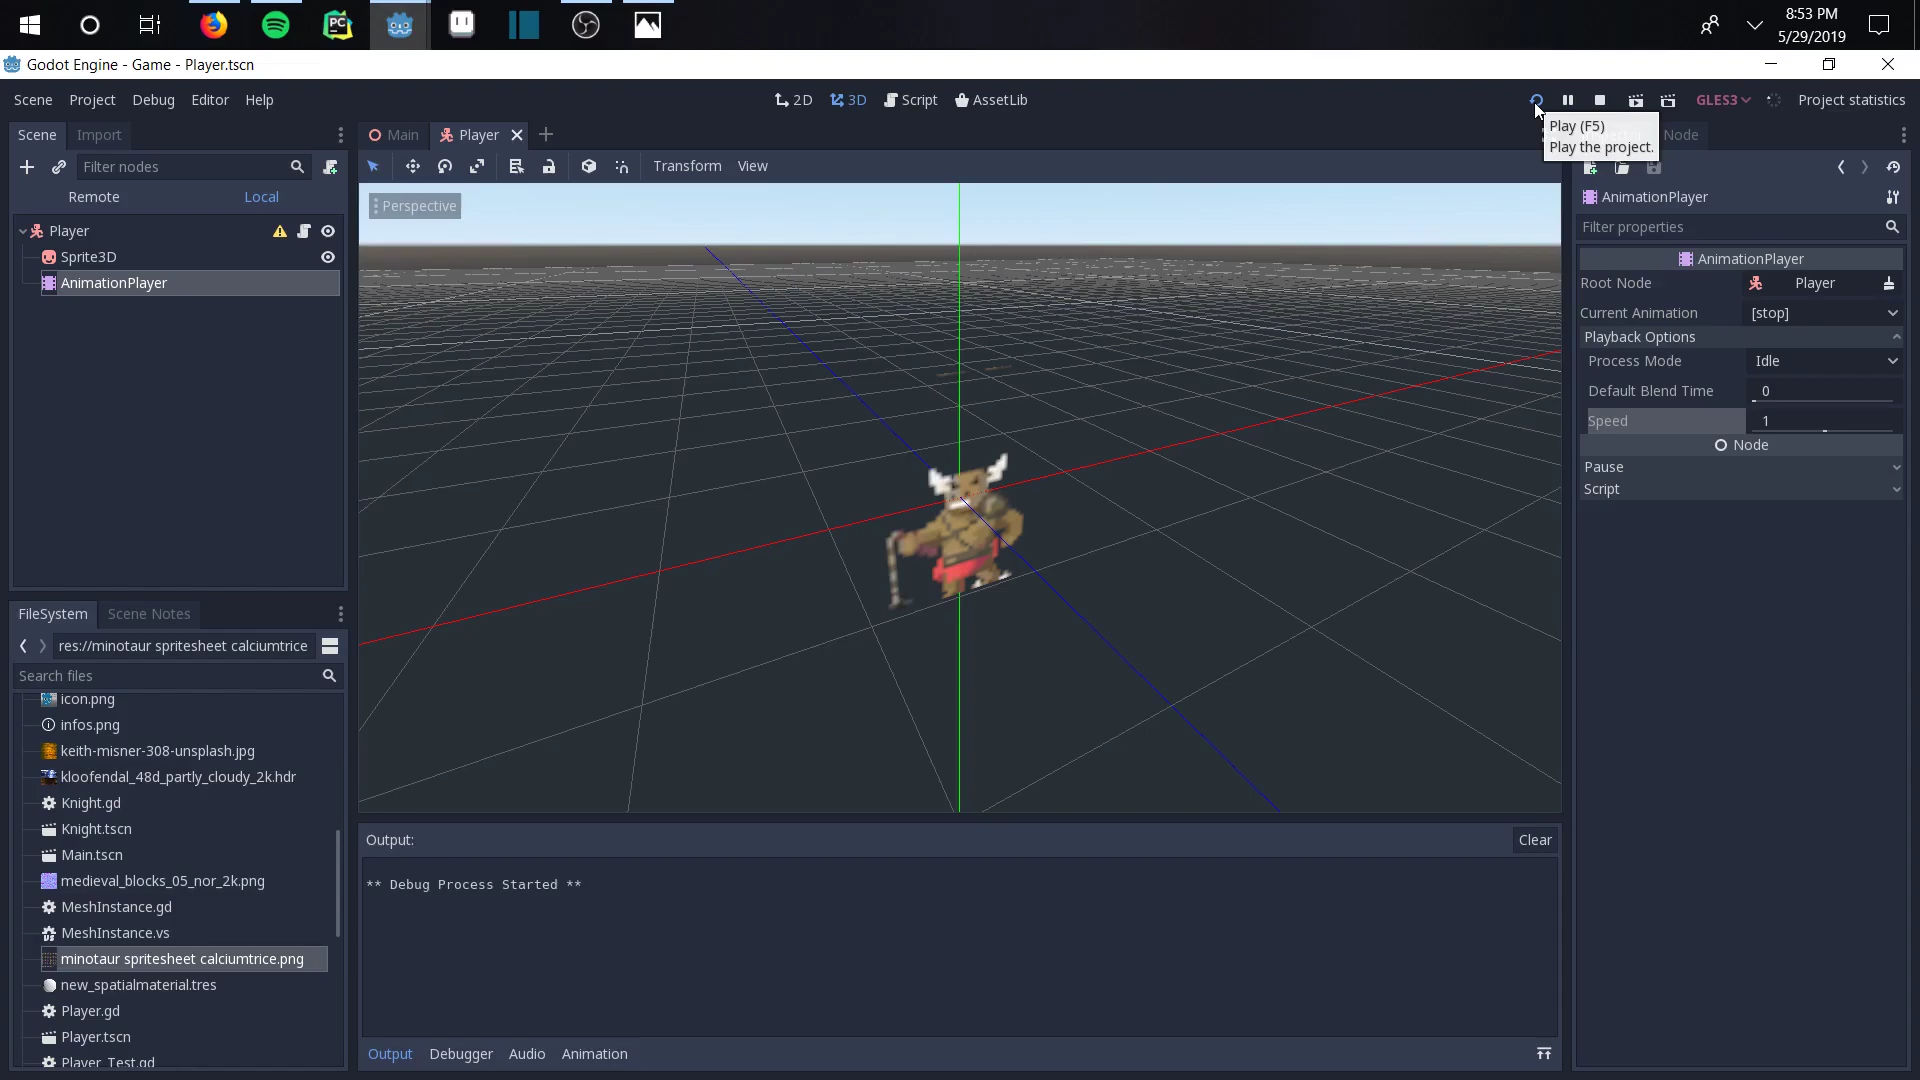 8:53 PM
5/29/2019
Godot Engine - Game - Player.tscn
Scene Project Debug Editor Help
2D 3D Script AssetLib
GLES3 Project statistics
Play (F5)
Play the project.
Scene Import
Main Player
Node
Filter nodes
Transform View
Remote Local
Perspective
AnimationPlayer
Filter properties
Player
Sprite3D
AnimationPlayer
AnimationPlayer
Root Node Player
Current Animation [stop]
Playback Options
Process Mode Idle
Default Blend Time 0
Speed 1
Node
Pause
Script
FileSystem Scene Notes
res://minotaur spritesheet calciumtrice
Search files
icon.png
infos.png
keith-misner-308-unsplash.jpg
kloofendal_48d_partly_cloudy_2k.hdr
Knight.gd
Knight.tscn
Main.tscn
medieval_blocks_05_nor_2k.png
MeshInstance.gd
MeshInstance.vs
minotaur spritesheet calciumtrice.png
new_spatialmaterial.tres
Player.gd
Player.tscn
Player_Test.gd
Output:
Clear
** Debug Process Started **
Output Debugger Audio Animation